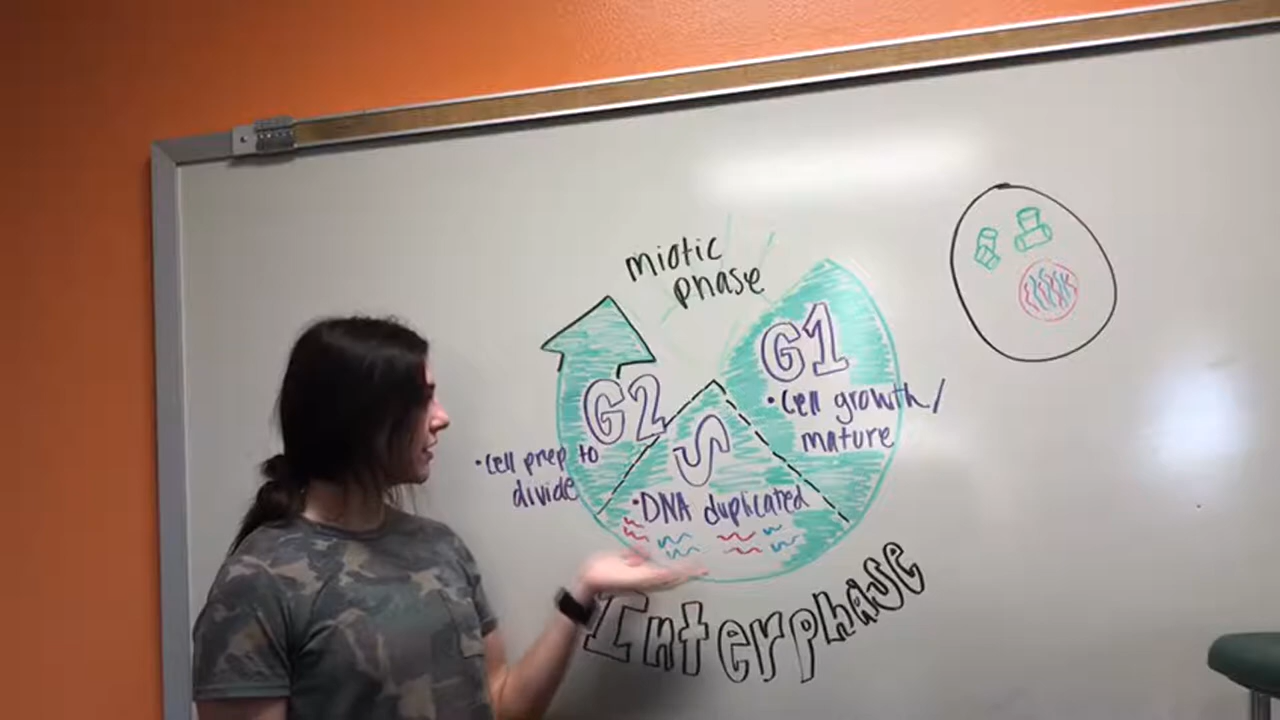 miotic
phase
G1
• Cell growth/
mature
G2
• Cell prep to
divide
S
• DNA duplicated
Interphase